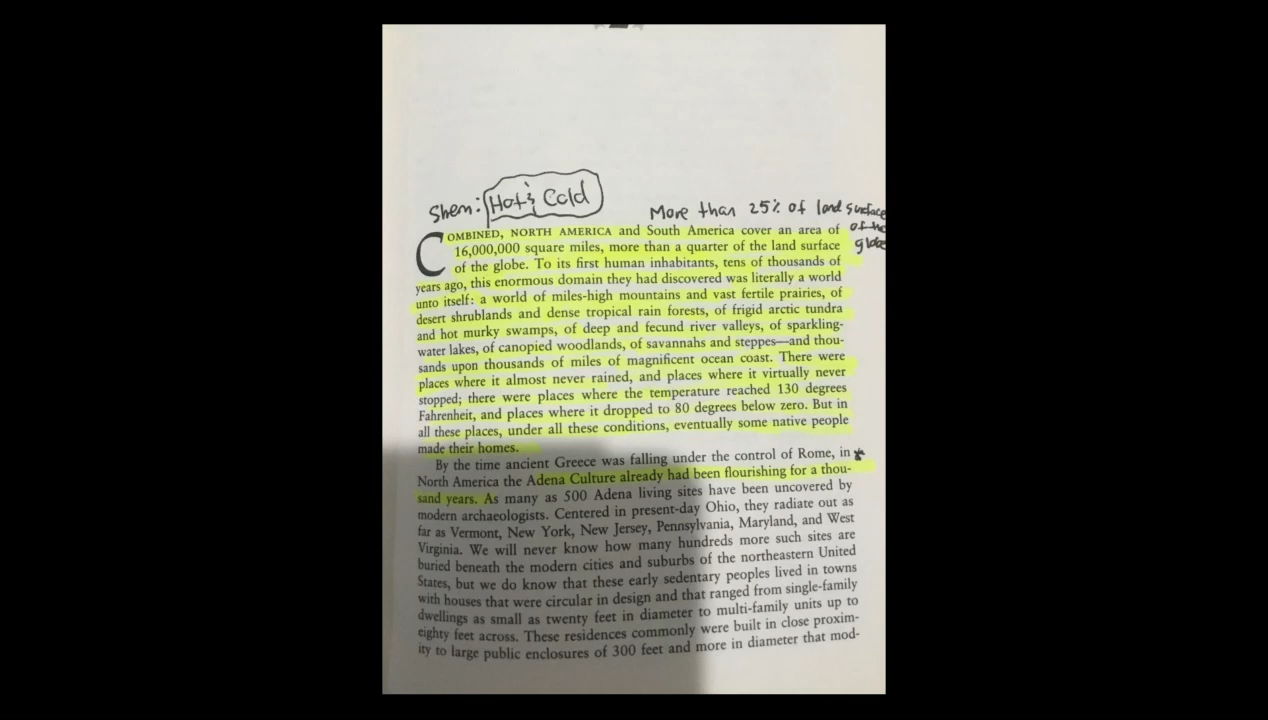 Shem: Hot & Cold
More than 25% of land surface
of the
globe
COMBINED, NORTH AMERICA and South America cover an area of
16,000,000 square miles, more than a quarter of the land surface
of the globe. To its first human inhabitants, tens of thousands of
years ago, this enormous domain they had discovered was literally a world
unto itself: a world of miles-high mountains and vast fertile prairies, of
desert shrublands and dense tropical rain forests, of frigid arctic tundra
and hot murky swamps, of deep and fecund river valleys, of sparkling-
water lakes, of canopied woodlands, of savannahs and steppes—and thou-
sands upon thousands of miles of magnificent ocean coast. There were
places where it almost never rained, and places where it virtually never
stopped; there were places where the temperature reached 130 degrees
Fahrenheit, and places where it dropped to 80 degrees below zero. But in
all these places, under all these conditions, eventually some native people
made their homes.
By the time ancient Greece was falling under the control of Rome, in
North America the Adena Culture already had been flourishing for a thou-
sand years. As many as 500 Adena living sites have been uncovered by
modern archaeologists. Centered in present-day Ohio, they radiate out as
far as Vermont, New York, New Jersey, Pennsylvania, Maryland, and West
Virginia. We will never know how many hundreds more such sites are
buried beneath the modern cities and suburbs of the northeastern United
States, but we do know that these early sedentary peoples lived in towns
with houses that were circular in design and that ranged from single-family
dwellings as small as twenty feet in diameter to multi-family units up to
eighty feet across. These residences commonly were built in close proxim-
ity to large public enclosures of 300 feet and more in diameter that mod-